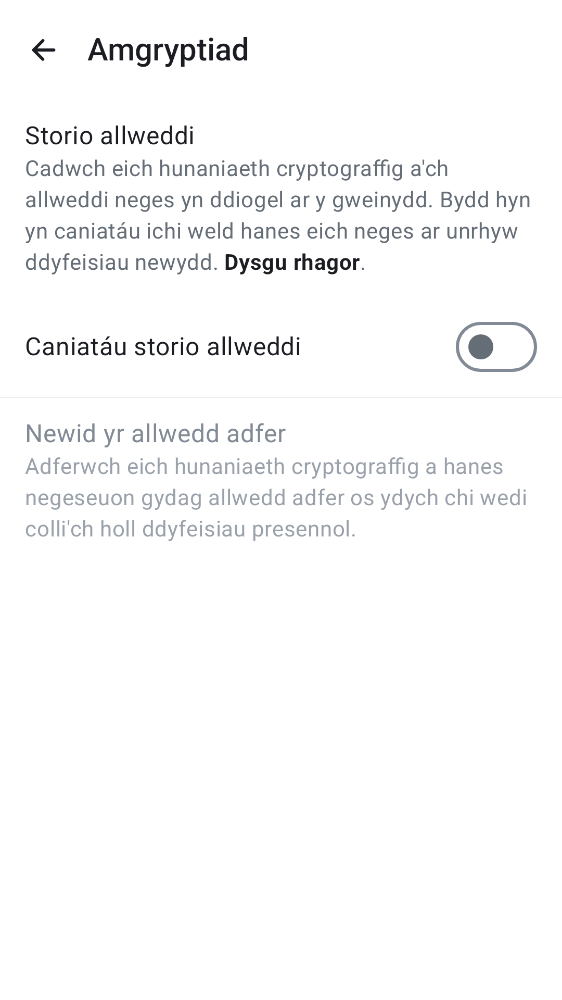 Amgryptiad
Storio allweddi
Cadwch eich hunaniaeth cryptograffig a'ch
allweddi neges yn ddiogel ar y gweinydd. Bydd hyn
yn caniatáu ichi weld hanes eich neges ar unrhyw
ddyfeisiau newydd. Dysgu rhagor.
Caniatáu storio allweddi
Newid yr allwedd adfer
Adferwch eich hunaniaeth cryptograffig a hanes
negeseuon gydag allwedd adfer os ydych chi wedi
colli'ch holl ddyfeisiau presennol.